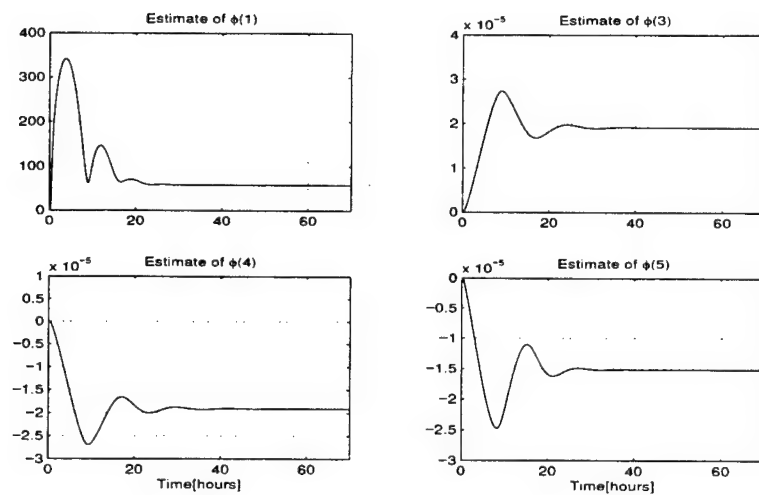 Estimate of ϕ(1)
400
300
200
100
0
0 20 40 60
× 10⁻⁵ Estimate of ϕ(3)
4
3
2
1
0
0 20 40 60
× 10⁻⁵ Estimate of ϕ(4)
1
0.5
0
−0.5
−1
−1.5
−2
−2.5
−3
0 20 40 60
Time[hours]
× 10⁻⁵ Estimate of ϕ(5)
0
−0.5
−1
−1.5
−2
−2.5
−3
0 20 40 60
Time[hours]